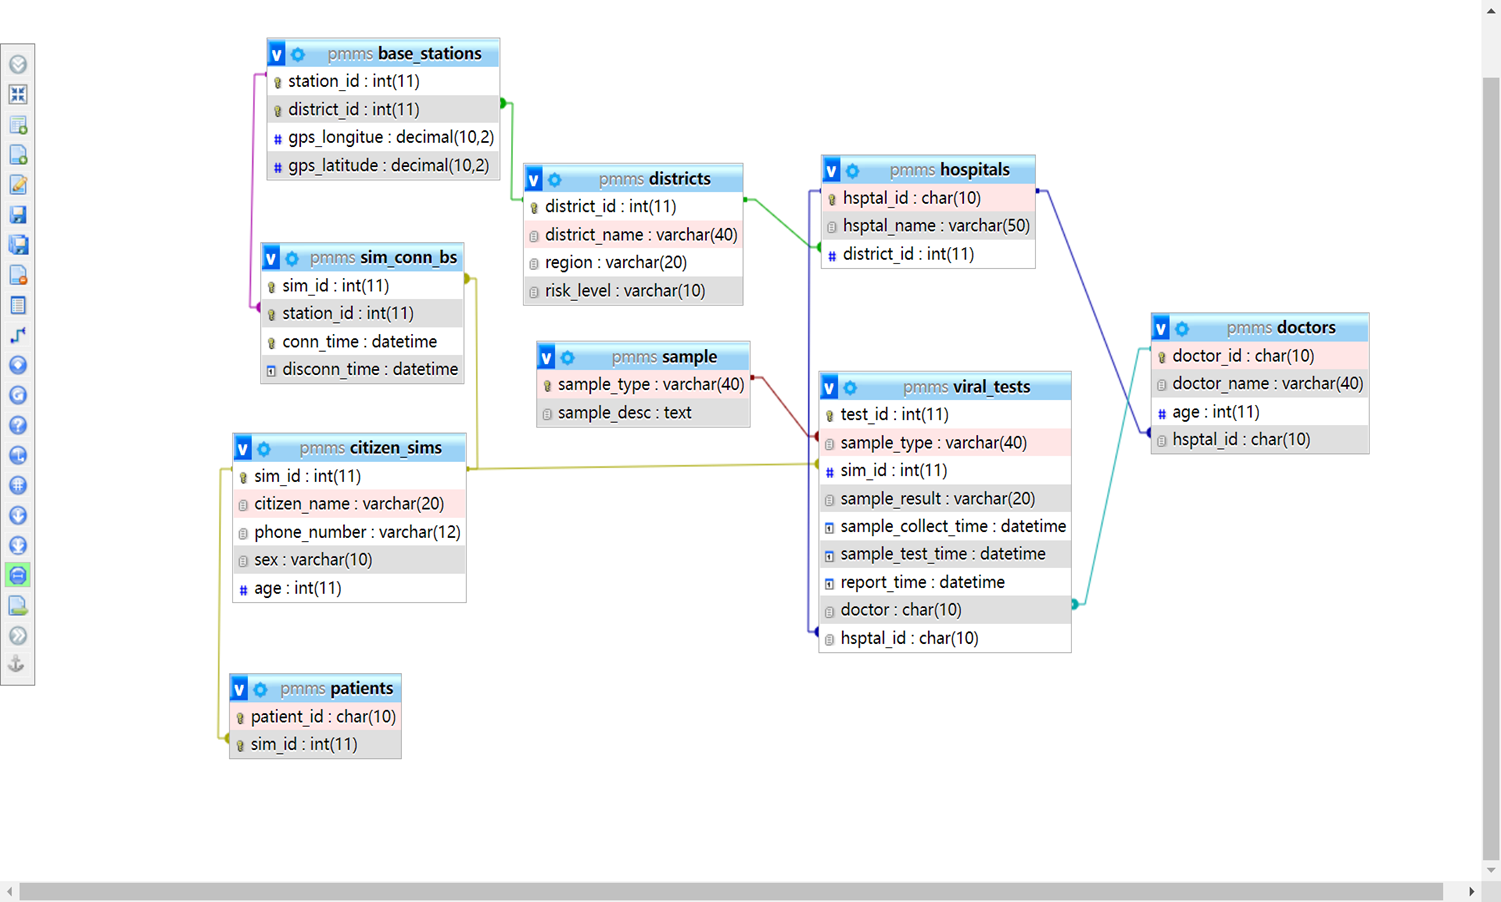 pmms base_stations
station_id : int(11)
district_id : int(11)
gps_longitue : decimal(10,2)
gps_latitude : decimal(10,2)
pmms districts
district_id : int(11)
district_name : varchar(40)
region : varchar(20)
risk_level : varchar(10)
pmms hospitals
hsptal_id : char(10)
hsptal_name : varchar(50)
district_id : int(11)
pmms sim_conn_bs
sim_id : int(11)
station_id : int(11)
conn_time : datetime
disconn_time : datetime
pmms sample
sample_type : varchar(40)
sample_desc : text
pmms doctors
doctor_id : char(10)
doctor_name : varchar(40)
age : int(11)
hsptal_id : char(10)
pmms viral_tests
test_id : int(11)
sample_type : varchar(40)
sim_id : int(11)
sample_result : varchar(20)
sample_collect_time : datetime
sample_test_time : datetime
report_time : datetime
doctor : char(10)
hsptal_id : char(10)
pmms citizen_sims
sim_id : int(11)
citizen_name : varchar(20)
phone_number : varchar(12)
sex : varchar(10)
age : int(11)
pmms patients
patient_id : char(10)
sim_id : int(11)